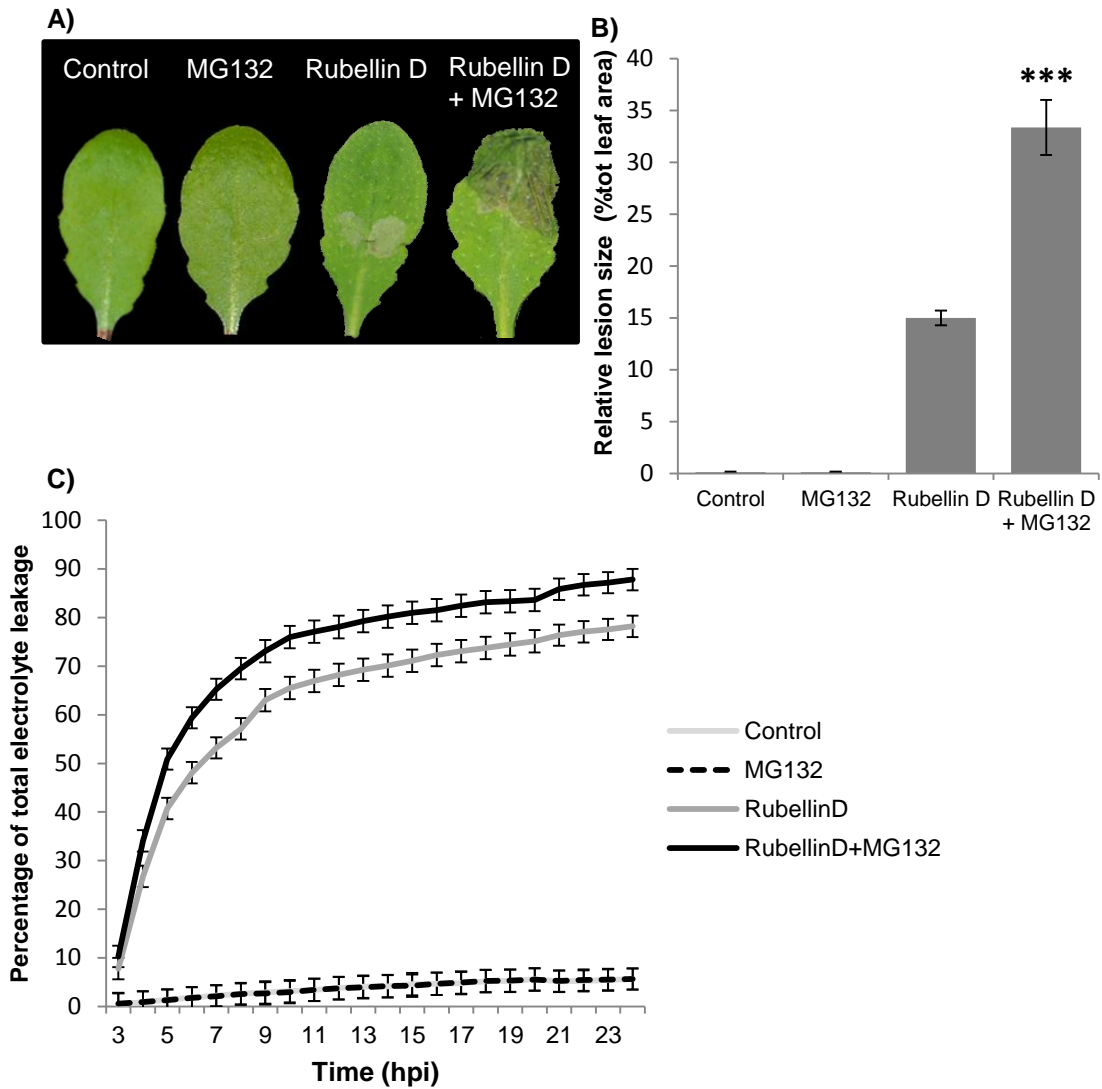 A)
Control MG132 Rubellin D Rubellin D
+ MG132
B)
Relative lesion size (%tot leaf area)
40
35
30
25
20
15
10
5
0
***
Control MG132 Rubellin D Rubellin D
+ MG132
C)
Percentage of total electrolyte leakage
100
90
80
70
60
50
40
30
20
10
0
3 5 7 9 11 13 15 17 19 21 23
Time (hpi)
Control
MG132
RubellinD
RubellinD+MG132